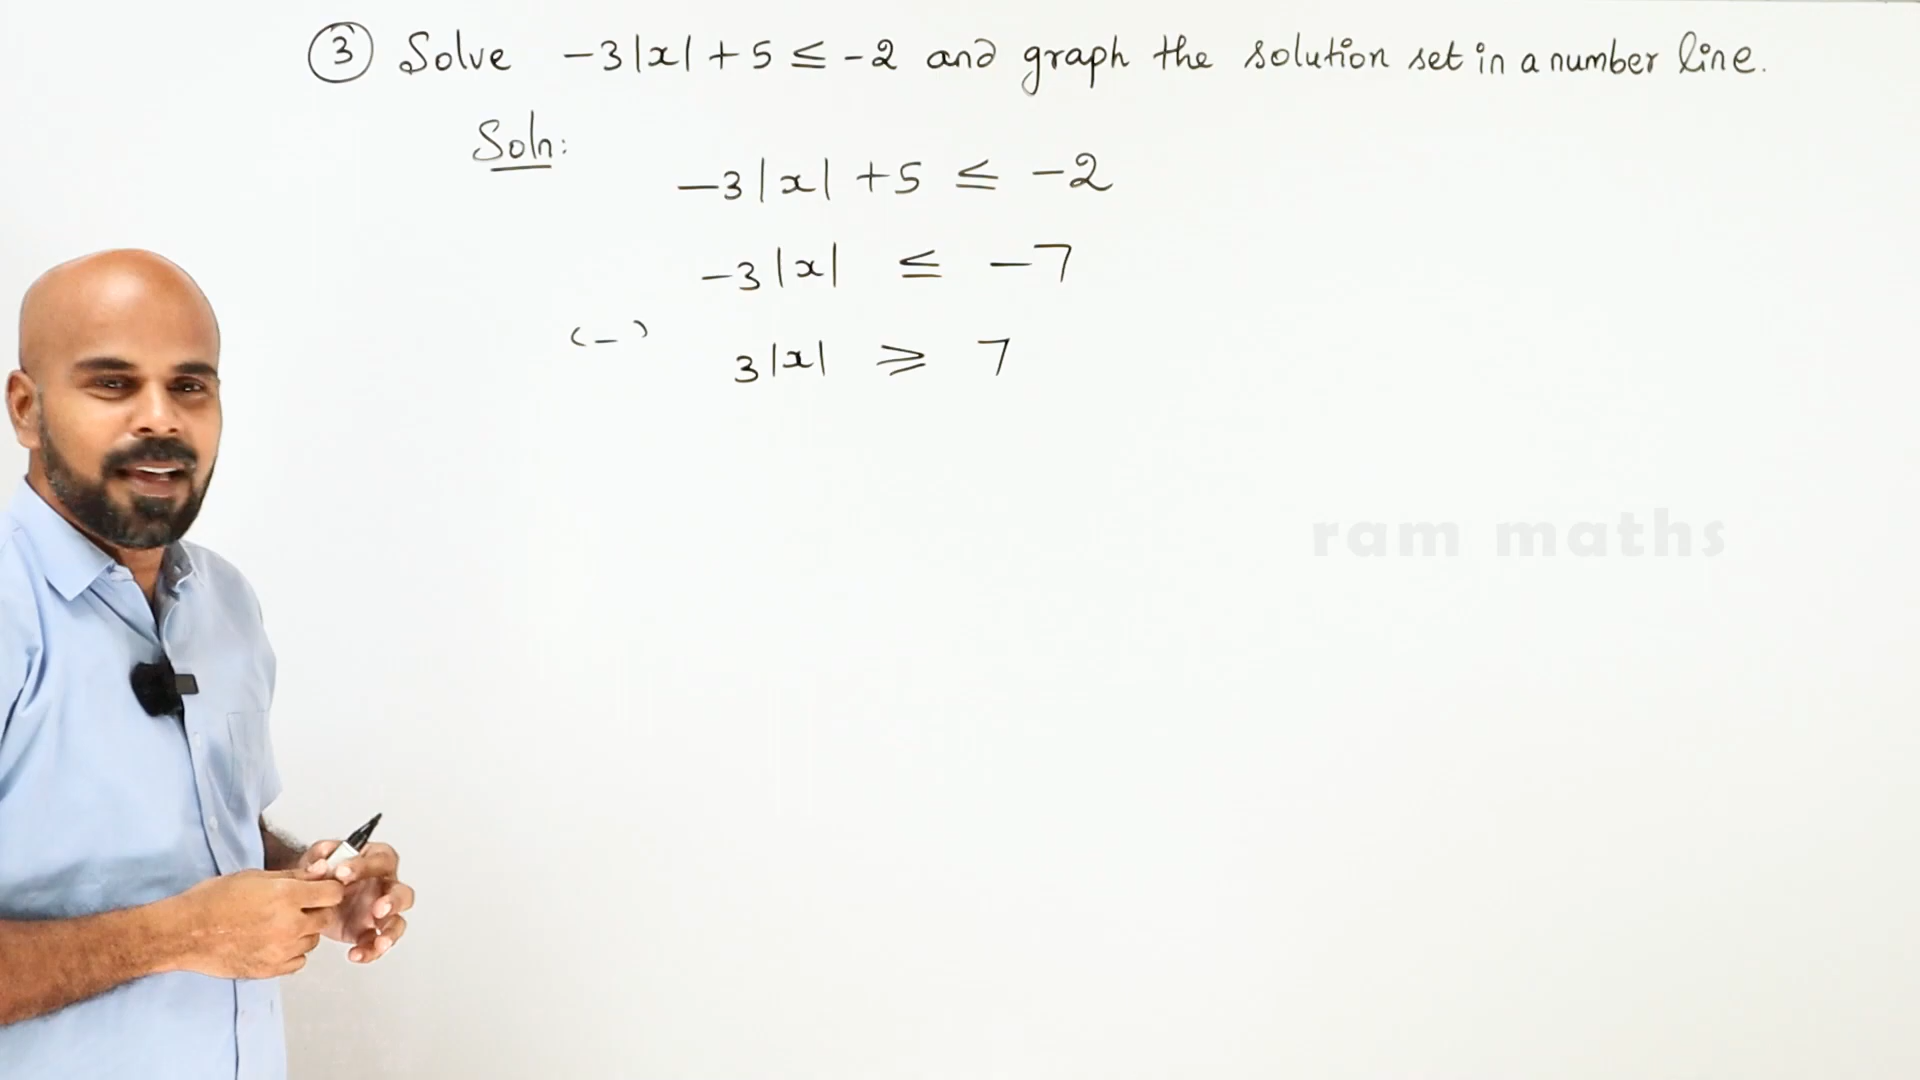 ③ Solve -3|x| + 5 ≤ -2 and graph the solution set in a number line.
Soln:
-3|x| + 5 ≤ -2
-3|x| ≤ -7
(-) 3|x| ≥ 7
ram maths